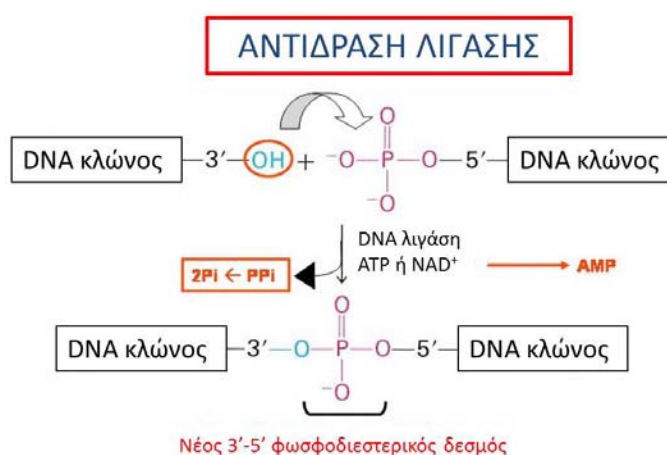 ΑΝΤΙΔΡΑΣΗ ΛΙΓΑΣΗΣ
DNA κλώνος — 3′ — OH + ⁻O — P — O — 5′ — DNA κλώνος
O
O⁻
DNA λιγάση
ATP ή NAD⁺ → AMP
2Pi ← PPi
O
DNA κλώνος — 3′ — O — P — O — 5′ — DNA κλώνος
⁻O
Νέος 3′-5′ φωσφοδιεστερικός δεσμός